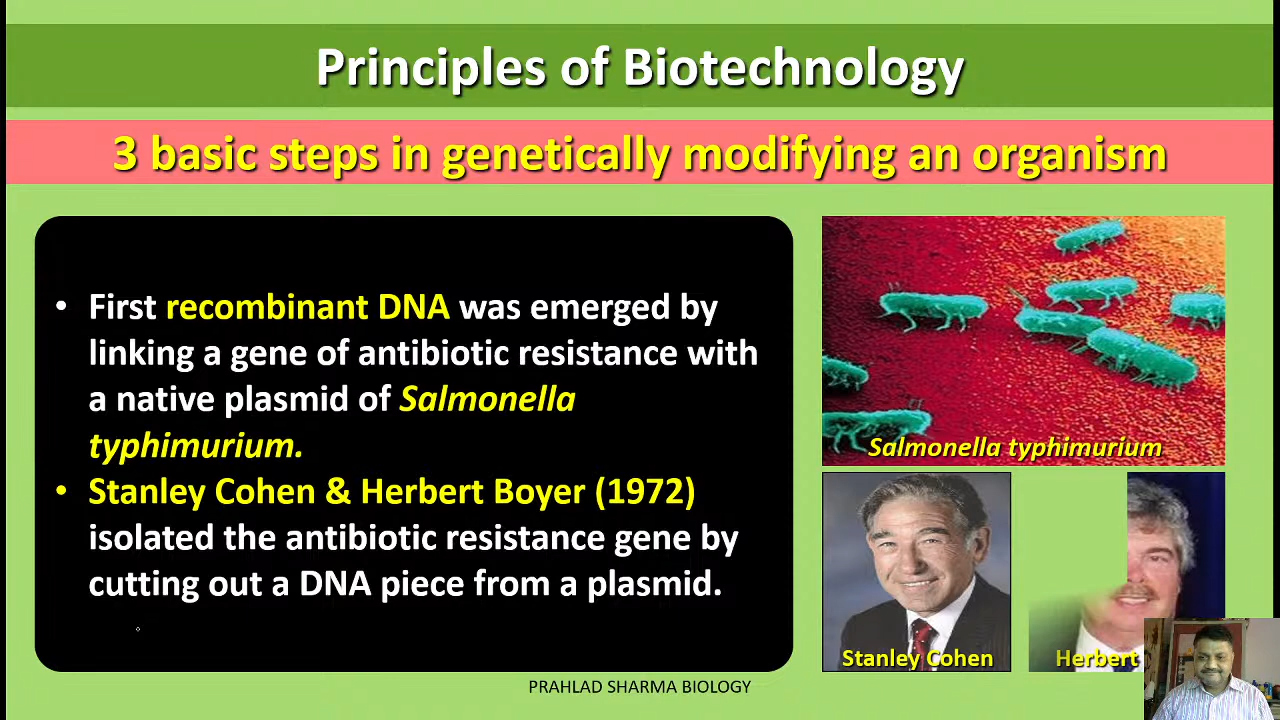 Principles of Biotechnology
3 basic steps in genetically modifying an organism
• First recombinant DNA was emerged by
linking a gene of antibiotic resistance with
a native plasmid of Salmonella
typhimurium.
• Stanley Cohen & Herbert Boyer (1972)
isolated the antibiotic resistance gene by
cutting out a DNA piece from a plasmid.
Salmonella typhimurium
Stanley Cohen
Herbert
PRAHLAD SHARMA BIOLOGY